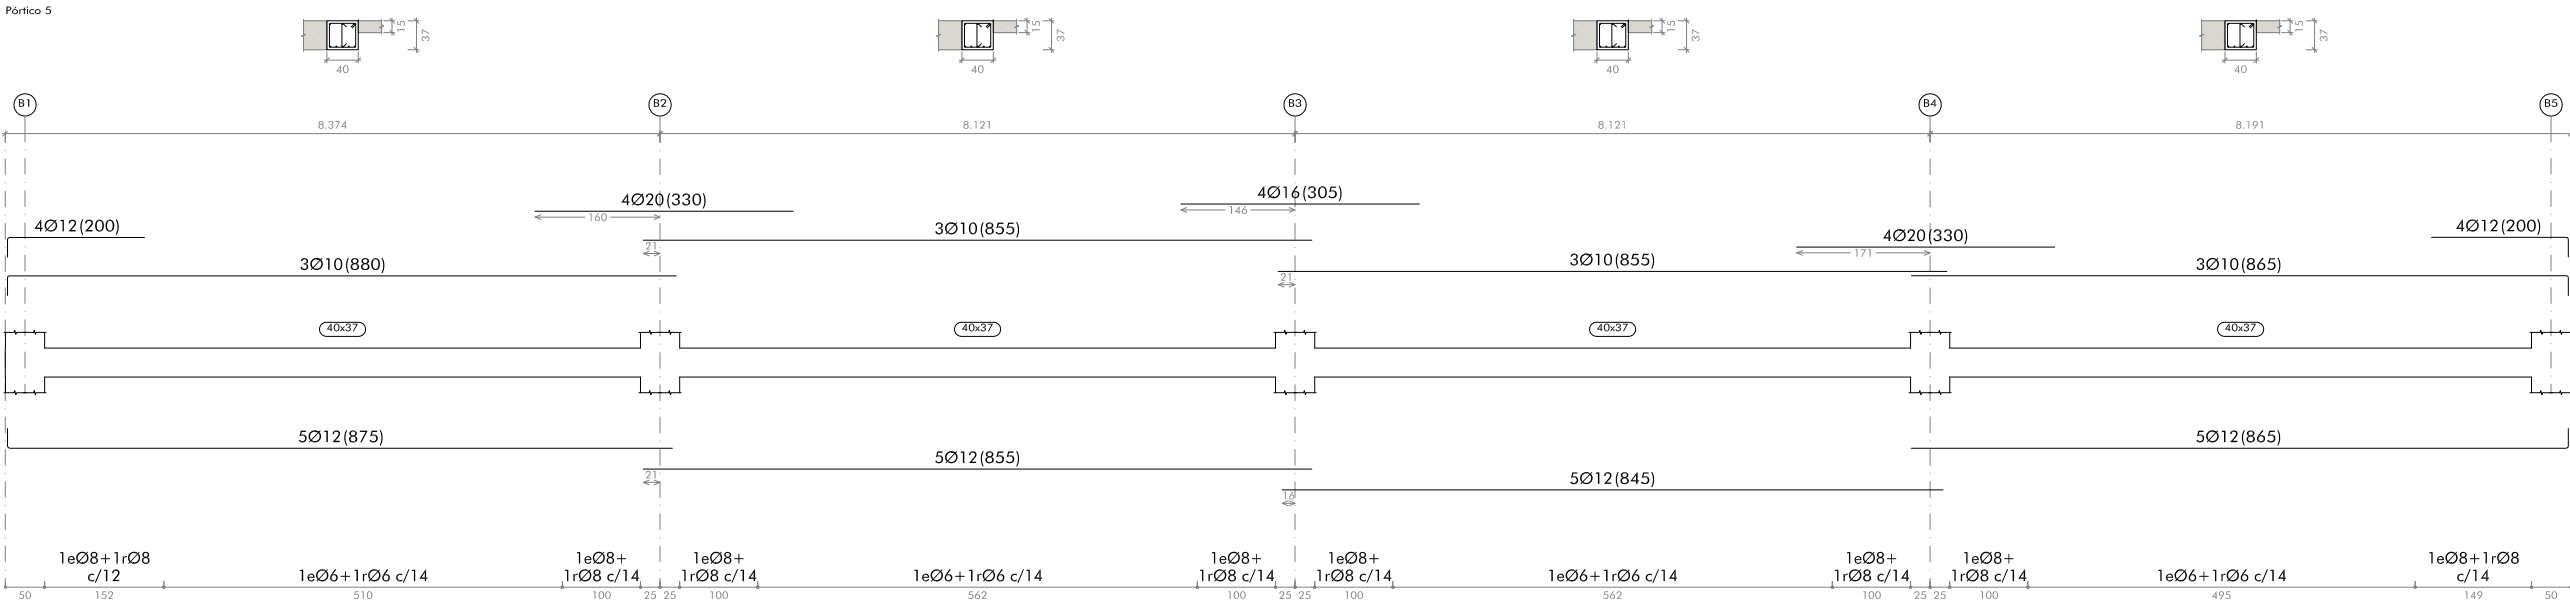 Pórtico 5
15
37
40
15
37
40
15
37
40
15
37
40
B1
B2
B3
B4
B5
8.374
8.121
8.121
8.191
4Ø20(330)
160
4Ø16(305)
146
4Ø12(200)
3Ø10(855)
21
4Ø20(330)
171
4Ø12(200)
3Ø10(880)
3Ø10(855)
21
3Ø10(865)
40x37
40x37
40x37
40x37
5Ø12(875)
5Ø12(855)
21
5Ø12(845)
16
5Ø12(865)
1eØ8+1rØ8
c/12
1eØ6+1rØ6 c/14
1eØ8+
1rØ8 c/14
1eØ8+
1rØ8 c/14
1eØ6+1rØ6 c/14
1eØ8+
1rØ8 c/14
1eØ8+
1rØ8 c/14
1eØ6+1rØ6 c/14
1eØ8+
1rØ8 c/14
1eØ8+
1rØ8 c/14
1eØ6+1rØ6 c/14
1eØ8+1rØ8
c/14
50 152 510 100 25 25 100 562 100 25 25 100 562 100 25 25 100 495 149 50